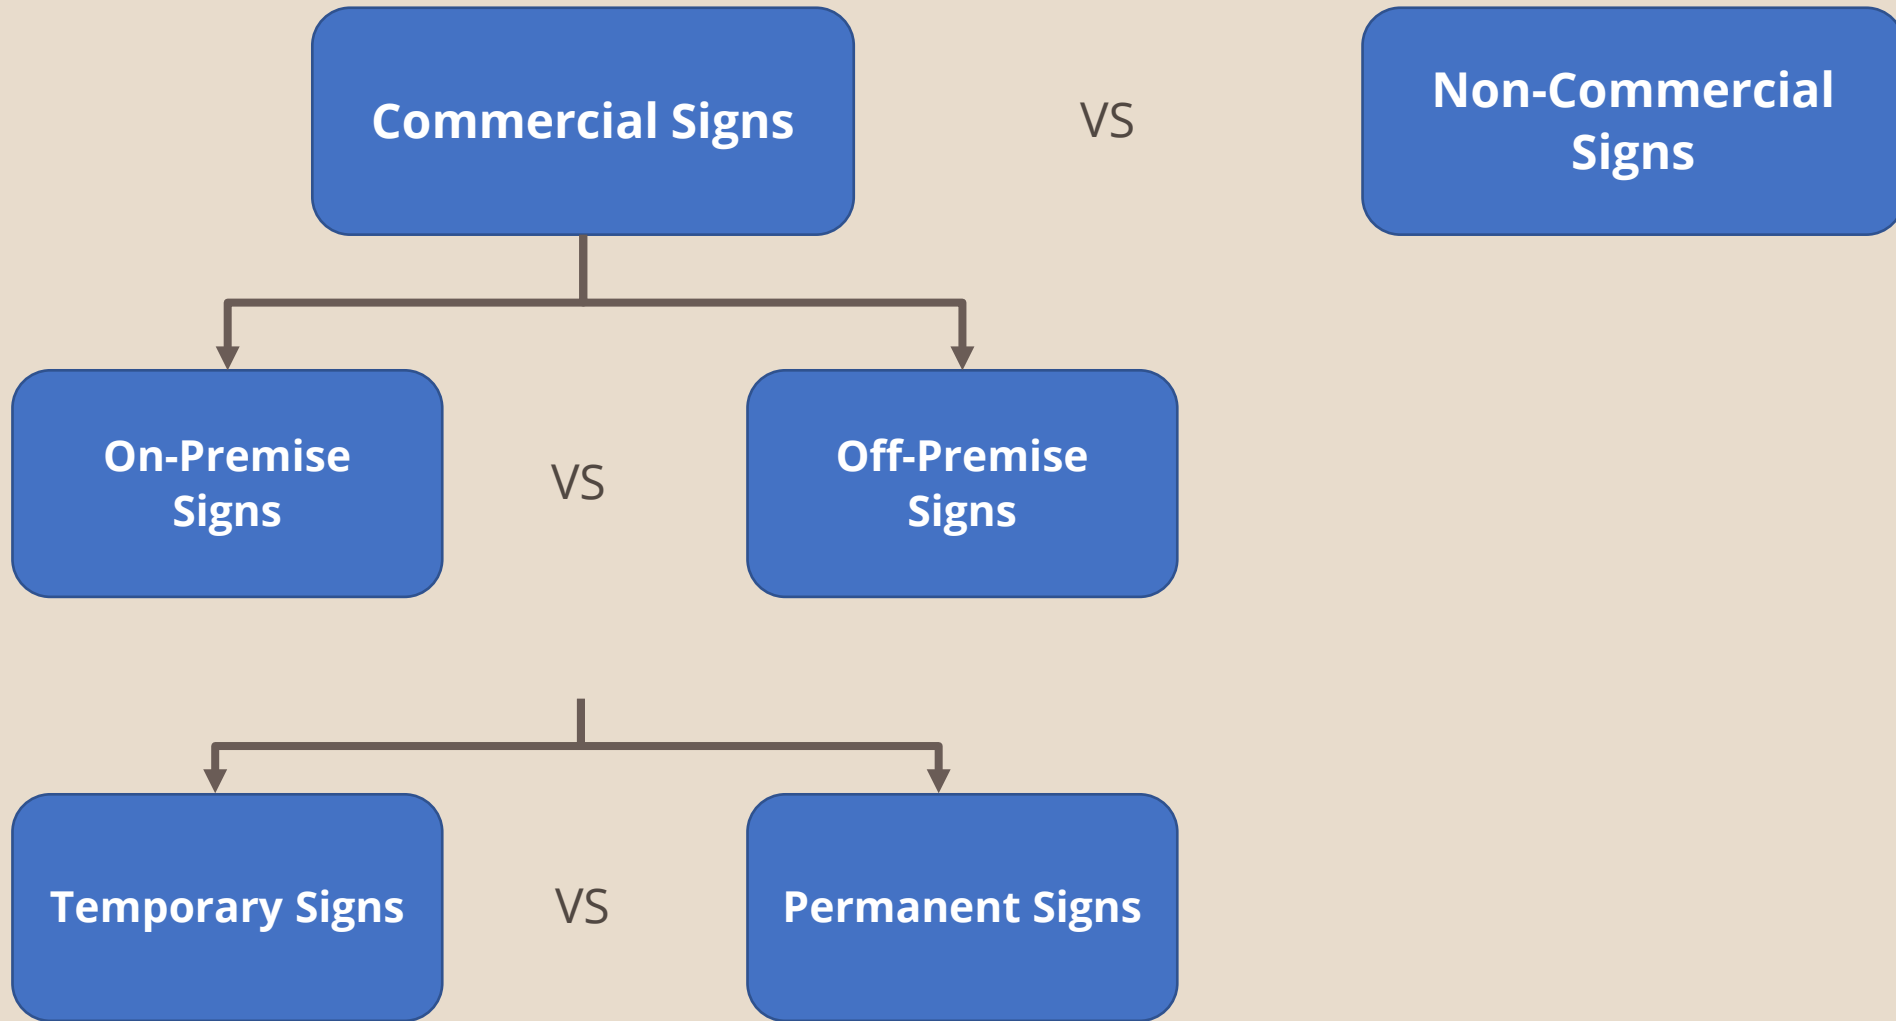 Commercial Signs
VS
Non-Commercial
Signs
On-Premise
Signs
VS
Off-Premise
Signs
Temporary Signs
VS
Permanent Signs